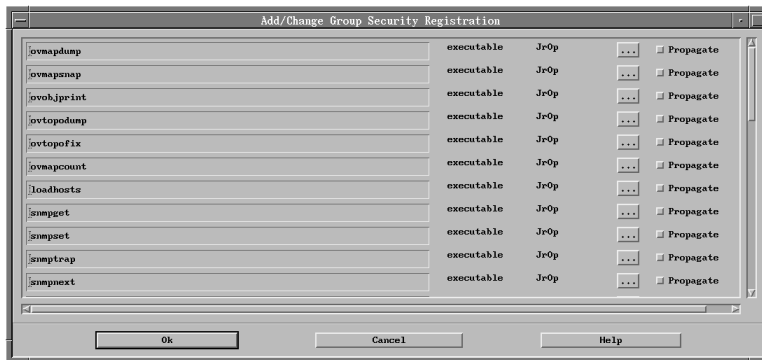 Add/Change Group Security Registration
ovmapdump executable JrOp ... Propagate
ovmapsnap executable JrOp ... Propagate
ovobjprint executable JrOp ... Propagate
ovtopodump executable JrOp ... Propagate
ovtopofix executable JrOp ... Propagate
ovmapcount executable JrOp ... Propagate
loadhosts executable JrOp ... Propagate
snmpget executable JrOp ... Propagate
snmpset executable JrOp ... Propagate
snmptrap executable JrOp ... Propagate
snmpnext executable JrOp ... Propagate
Ok Cancel Help